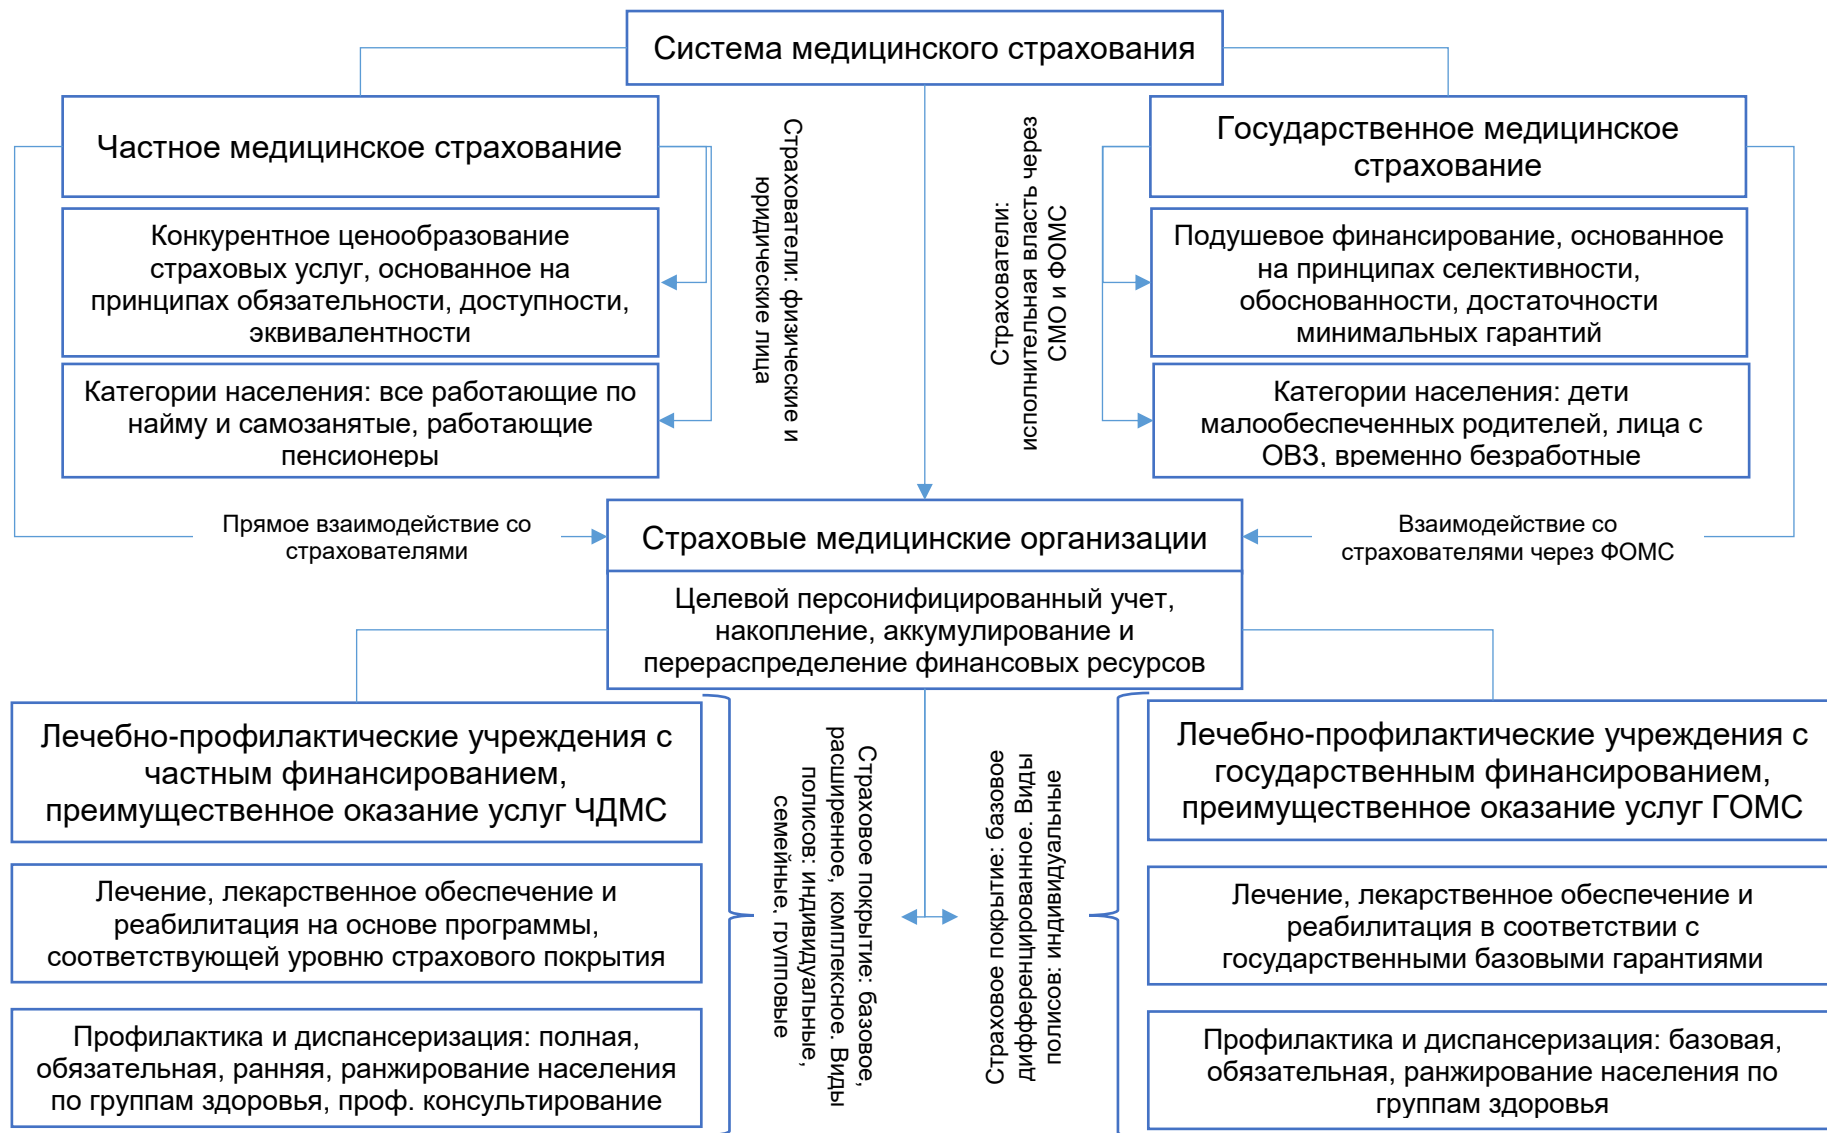 Система медицинского страхования
Частное медицинское страхование
Государственное медицинское
страхование
Страхователи: физические и
юридические лица
Страхователи:
исполнительная власть через
СМО и ФОМС
Конкурентное ценообразование
страховых услуг, основанное на
принципах обязательности, доступности,
эквивалентности
Подушевое финансирование, основанное
на принципах селективности,
обоснованности, достаточности
минимальных гарантий
Категории населения: все работающие по
найму и самозанятые, работающие
пенсионеры
Категории населения: дети
малообеспеченных родителей, лица с
ОВЗ, временно безработные
Прямое взаимодействие со
страхователями
Страховые медицинские организации
Взаимодействие со
страхователями через ФОМС
Целевой персонифицированный учет,
накопление, аккумулирование и
перераспределение финансовых ресурсов
Лечебно-профилактические учреждения с
частным финансированием,
преимущественное оказание услуг ЧДМС
Страховое покрытие: базовое,
расширенное, комплексное. Виды
полисов: индивидуальные,
семейные, групповые
Страховое покрытие: базовое
дифференцированное. Виды
полисов: индивидуальные
Лечебно-профилактические учреждения с
государственным финансированием,
преимущественное оказание услуг ГОМС
Лечение, лекарственное обеспечение и
реабилитация на основе программы,
соответствующей уровню страхового покрытия
Лечение, лекарственное обеспечение и
реабилитация в соответствии с
государственными базовыми гарантиями
Профилактика и диспансеризация: полная,
обязательная, ранняя, ранжирование населения
по группам здоровья, проф. консультирование
Профилактика и диспансеризация: базовая,
обязательная, ранжирование населения по
группам здоровья